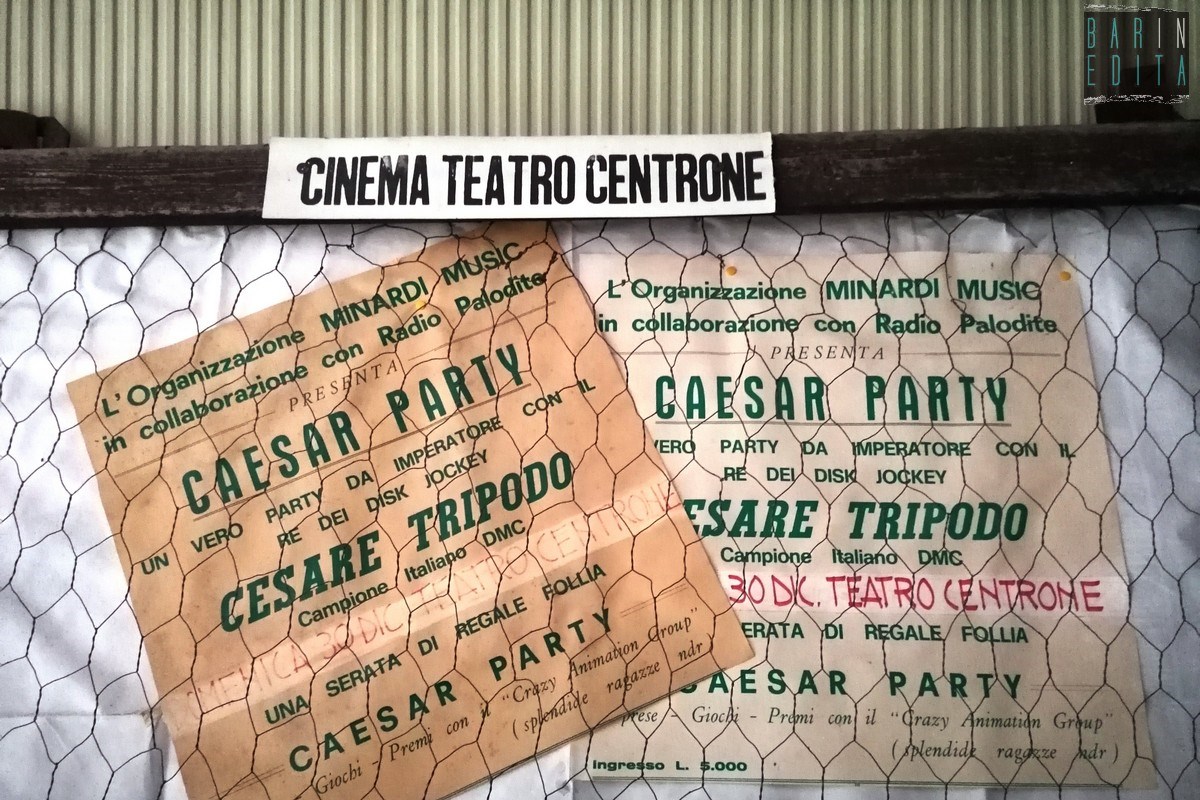 BARIN
EDITA
CINEMA TEATRO CENTRONE
L'Organizzazione MINARDI MUSIC
in collaborazione con Radio Palodite
PRESENTA
CAESAR PARTY
UN VERO PARTY DA IMPERATORE CON IL
RE DEI DISK JOCKEY
CESARE TRIPODO
Campione Italiano DMC
30 DIC TEATRO CENTRONE
UNA SERATA DI REGALE FOLLIA
CAESAR PARTY
Giochi - Premi con il "Crazy Animation Group"
(splendide ragazze ndr)
L'Organizzazione MINARDI MUSIC
in collaborazione con Radio Palodite
PRESENTA
CAESAR PARTY
VERO PARTY DA IMPERATORE CON IL
RE DEI DISK JOCKEY
ESARE TRIPODO
Campione Italiano DMC
30 DIC. TEATRO CENTRONE
ERATA DI REGALE FOLLIA
CAESAR PARTY
prese - Giochi - Premi con il "Crazy Animation Group"
(splendide ragazze ndr)
Ingresso L. 5.000